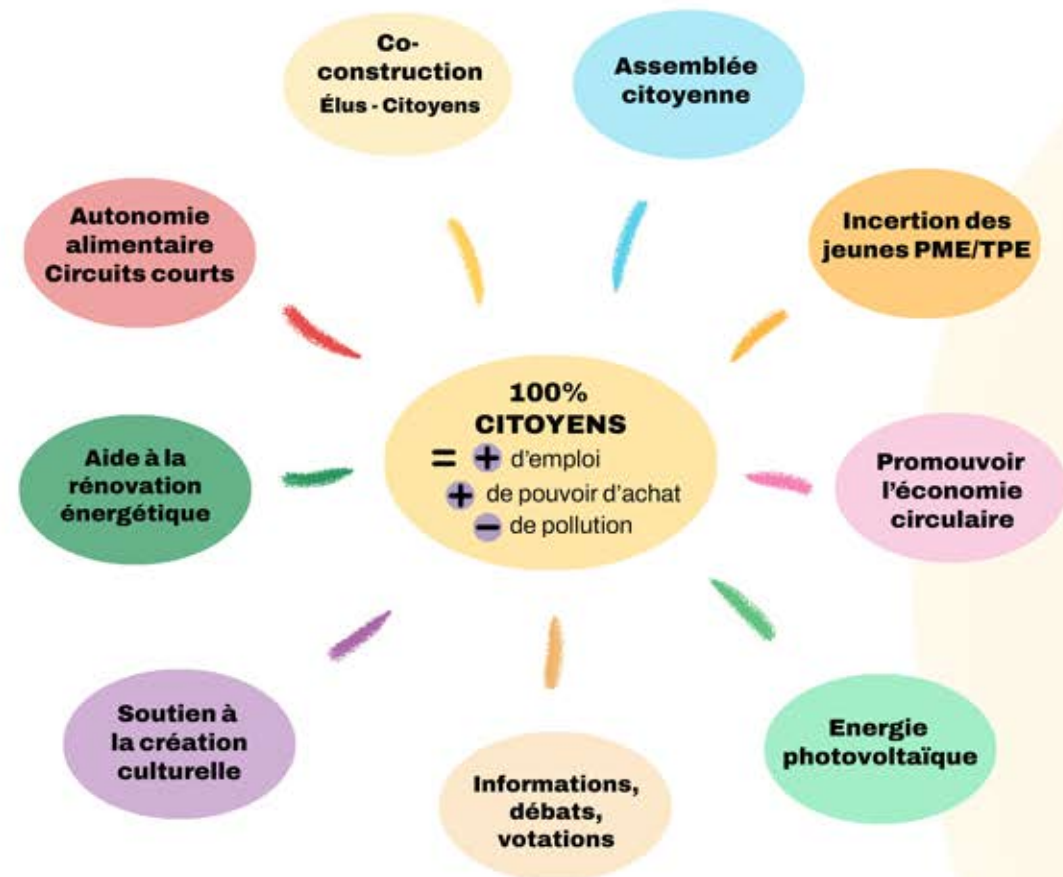 Co-
construction
Élus - Citoyens
Assemblée
citoyenne
Autonomie
alimentaire
Circuits courts
Incertion des
jeunes PME/TPE
100%
CITOYENS
= + d'emploi
+ de pouvoir d'achat
− de pollution
Aide à la
rénovation
énergétique
Promouvoir
l'économie
circulaire
Soutien à
la création
culturelle
Informations,
débats,
votations
Energie
photovoltaïque